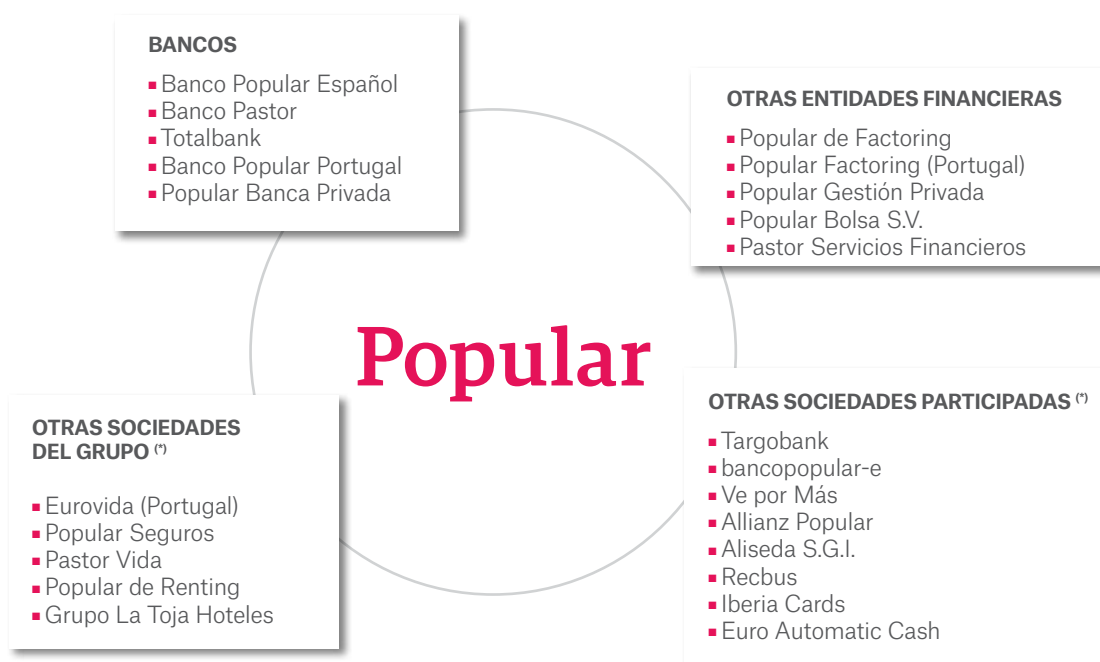 BANCOS
▪ Banco Popular Español
▪ Banco Pastor
▪ Totalbank
▪ Banco Popular Portugal
▪ Popular Banca Privada
OTRAS ENTIDADES FINANCIERAS
▪ Popular de Factoring
▪ Popular Factoring (Portugal)
▪ Popular Gestión Privada
▪ Popular Bolsa S.V.
▪ Pastor Servicios Financieros
Popular
OTRAS SOCIEDADES
DEL GRUPO (*)
▪ Eurovida (Portugal)
▪ Popular Seguros
▪ Pastor Vida
▪ Popular de Renting
▪ Grupo La Toja Hoteles
OTRAS SOCIEDADES PARTICIPADAS (*)
▪ Targobank
▪ bancopopular-e
▪ Ve por Más
▪ Allianz Popular
▪ Aliseda S.G.I.
▪ Recbus
▪ Iberia Cards
▪ Euro Automatic Cash